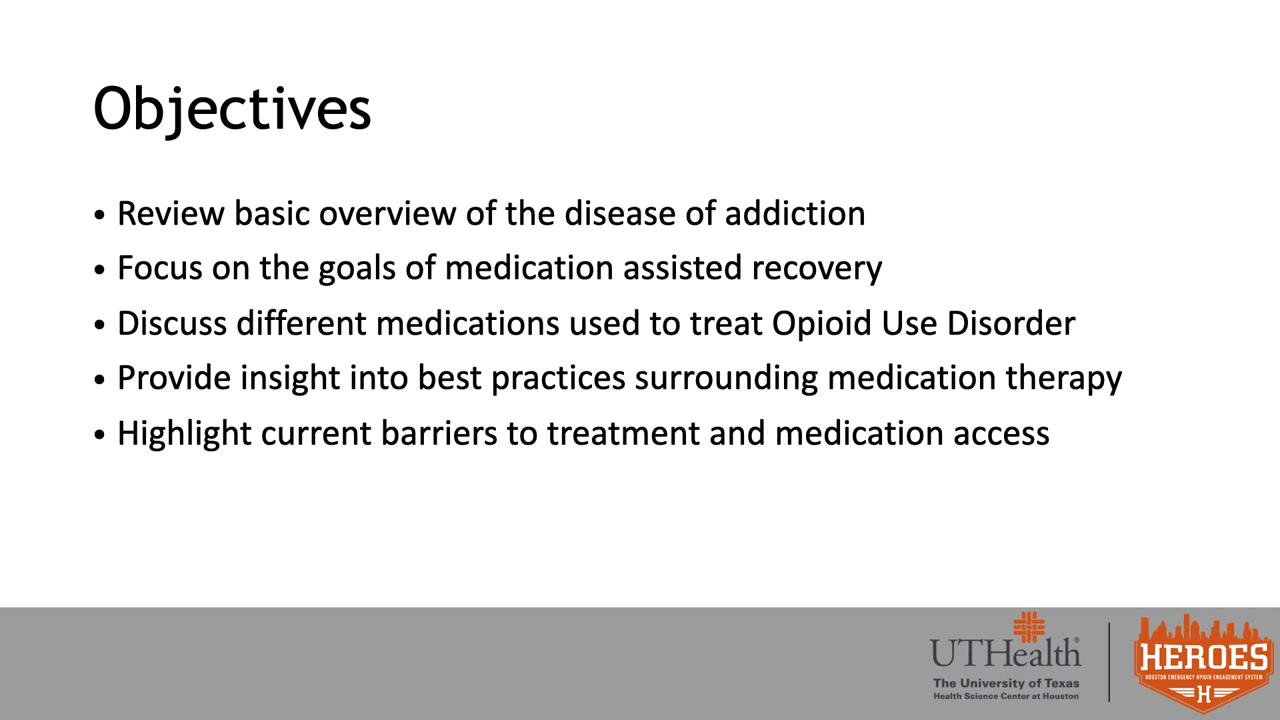 Objectives
• Review basic overview of the disease of addiction
• Focus on the goals of medication assisted recovery
• Discuss different medications used to treat Opioid Use Disorder
• Provide insight into best practices surrounding medication therapy
• Highlight current barriers to treatment and medication access
UTHealth®
The University of Texas
Health Science Center at Houston
HEROES
HOUSTON EMERGENCY OPIOID ENGAGEMENT SYSTEM
H